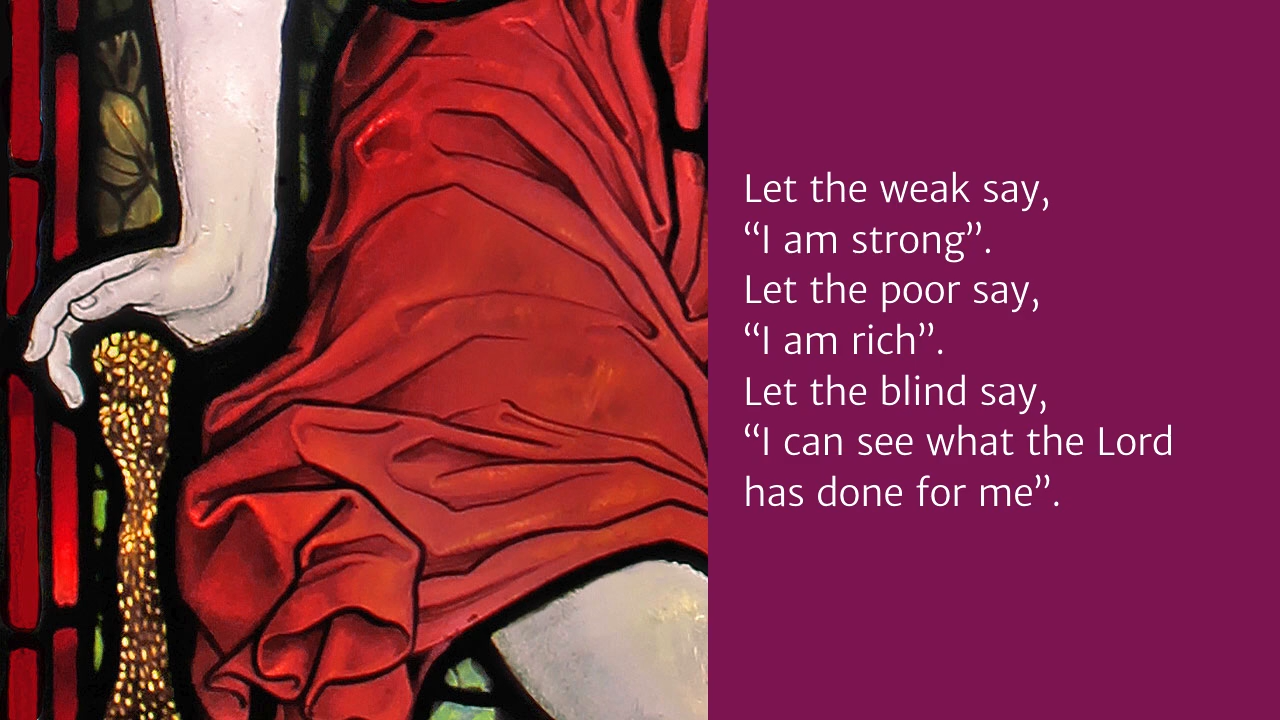 Let the weak say,
“I am strong”.
Let the poor say,
“I am rich”.
Let the blind say,
“I can see what the Lord
has done for me”.